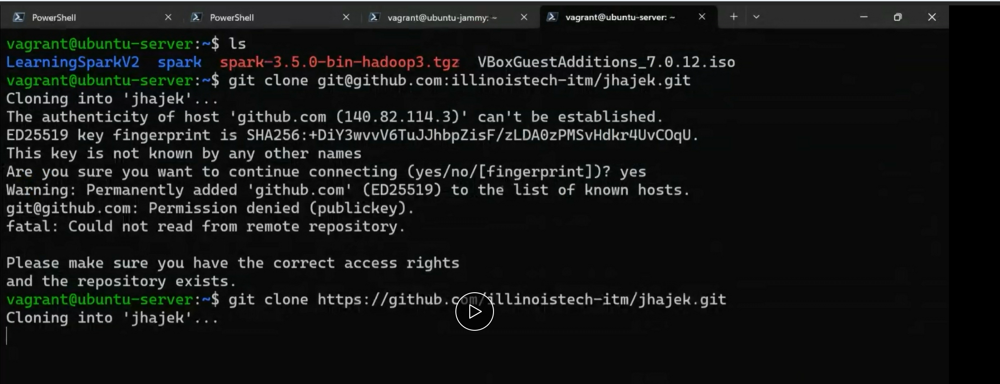 PowerShell PowerShell vagrant@ubuntu-jammy: ~ vagrant@ubuntu-server: ~
vagrant@ubuntu-server:~$ ls
LearningSparkV2 spark spark-3.5.0-bin-hadoop3.tgz VBoxGuestAdditions_7.0.12.iso
vagrant@ubuntu-server:~$ git clone git@github.com:illinoistech-itm/jhajek.git
Cloning into 'jhajek'...
The authenticity of host 'github.com (140.82.114.3)' can't be established.
ED25519 key fingerprint is SHA256:+DiY3wvvV6TuJJhbpZisF/zLDA0zPMSvHdkr4UvCOqU.
This key is not known by any other names
Are you sure you want to continue connecting (yes/no/[fingerprint])? yes
Warning: Permanently added 'github.com' (ED25519) to the list of known hosts.
git@github.com: Permission denied (publickey).
fatal: Could not read from remote repository.
Please make sure you have the correct access rights
and the repository exists.
vagrant@ubuntu-server:~$ git clone https://github.com/illinoistech-itm/jhajek.git
Cloning into 'jhajek'...